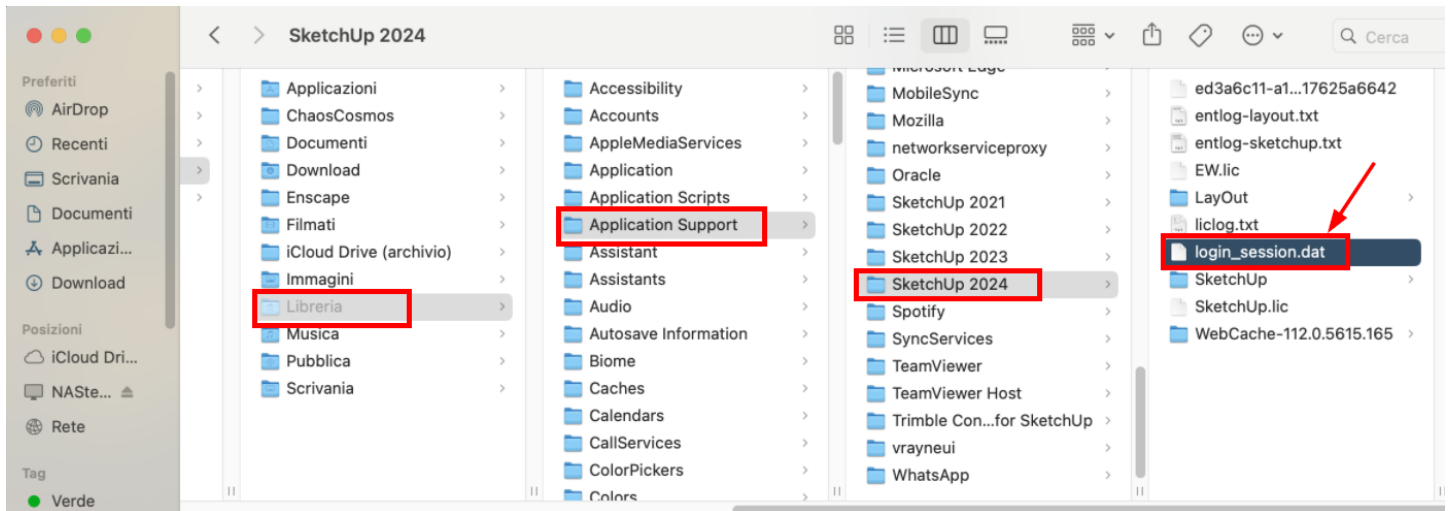 SketchUp 2024
Cerca
Preferiti
AirDrop
Recenti
Scrivania
Documenti
Applicazi...
Download
Posizioni
iCloud Dri...
NASte...
Rete
Tag
Verde
Applicazioni
ChaosCosmos
Documenti
Download
Enscape
Filmati
iCloud Drive (archivio)
Immagini
Libreria
Musica
Pubblica
Scrivania
Accessibility
Accounts
AppleMediaServices
Application
Application Scripts
Application Support
Assistant
Assistants
Audio
Autosave Information
Biome
Caches
Calendars
CallServices
ColorPickers
Colors
Microsoft Edge
MobileSync
Mozilla
networkserviceproxy
Oracle
SketchUp 2021
SketchUp 2022
SketchUp 2023
SketchUp 2024
Spotify
SyncServices
TeamViewer
TeamViewer Host
Trimble Con...for SketchUp
vrayneui
WhatsApp
ed3a6c11-a1...17625a6642
entlog-layout.txt
entlog-sketchup.txt
EW.lic
LayOut
liclog.txt
login_session.dat
SketchUp
SketchUp.lic
WebCache-112.0.5615.165